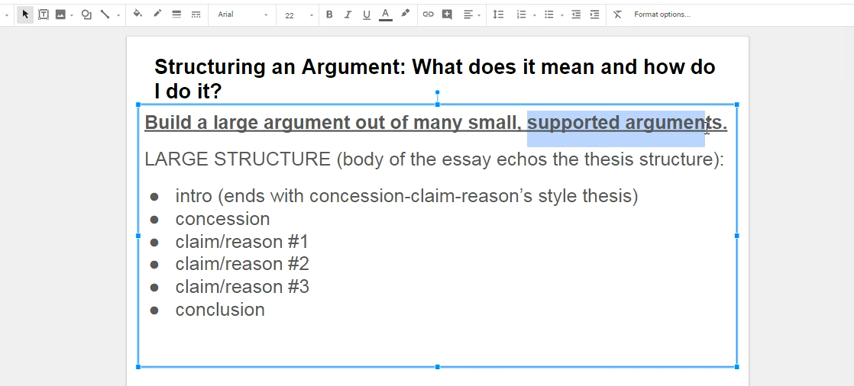 Arial 22 B I U A Format options...
Structuring an Argument: What does it mean and how do
I do it?
Build a large argument out of many small, supported arguments.
LARGE STRUCTURE (body of the essay echos the thesis structure):
● intro (ends with concession-claim-reason’s style thesis)
● concession
● claim/reason #1
● claim/reason #2
● claim/reason #3
● conclusion